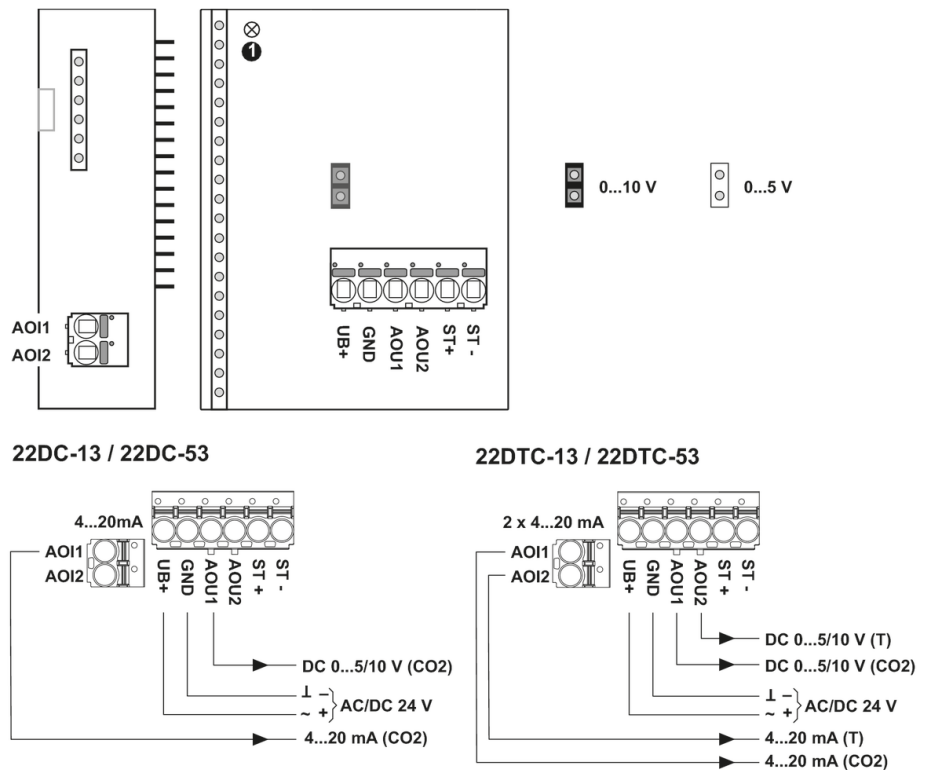 ❶
0...10 V
0...5 V
AOI1
AOI2
UB+
GND
AOU1
AOU2
ST+
ST -
22DC-13 / 22DC-53
4...20mA
AOI1
AOI2
UB+
GND
AOU1
AOU2
ST +
ST -
DC 0...5/10 V (CO2)
⊥ –
~ +
AC/DC 24 V
4...20 mA (CO2)
22DTC-13 / 22DTC-53
2 x 4...20 mA
AOI1
AOI2
UB+
GND
AOU1
AOU2
ST +
ST -
DC 0...5/10 V (T)
DC 0...5/10 V (CO2)
⊥ –
~ +
AC/DC 24 V
4...20 mA (T)
4...20 mA (CO2)